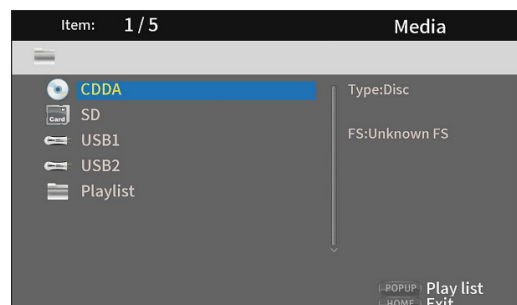 Item: 1/5 Media
CDDA
Type:Disc
Card SD
FS:Unknown FS
USB1
USB2
Playlist
POPUP Play list
HOME Exit